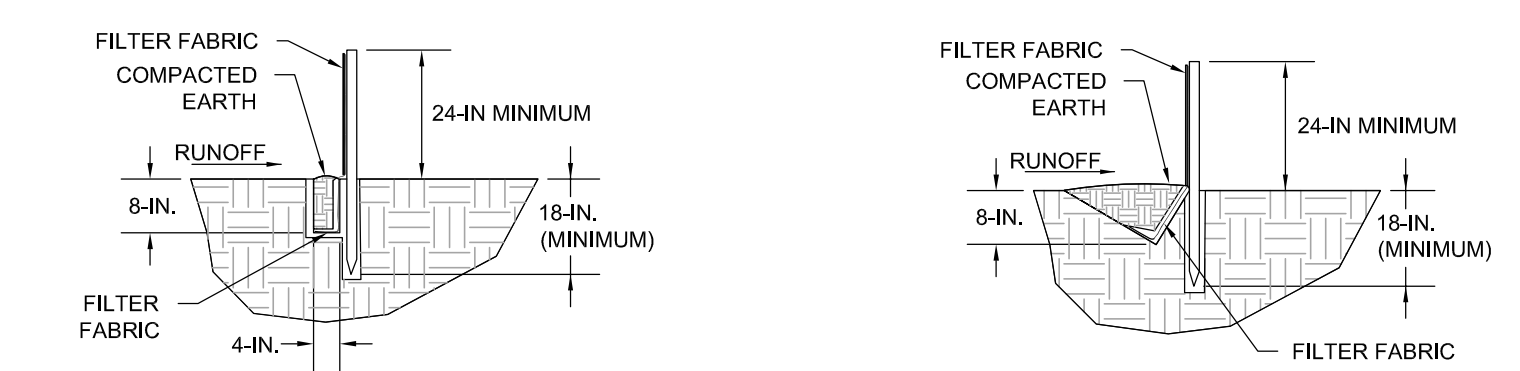 FILTER FABRIC
COMPACTED
EARTH
24-IN MINIMUM
RUNOFF
8-IN.
18-IN.
(MINIMUM)
FILTER
FABRIC
4-IN.
FILTER FABRIC
COMPACTED
EARTH
24-IN MINIMUM
RUNOFF
8-IN.
18-IN.
(MINIMUM)
FILTER FABRIC